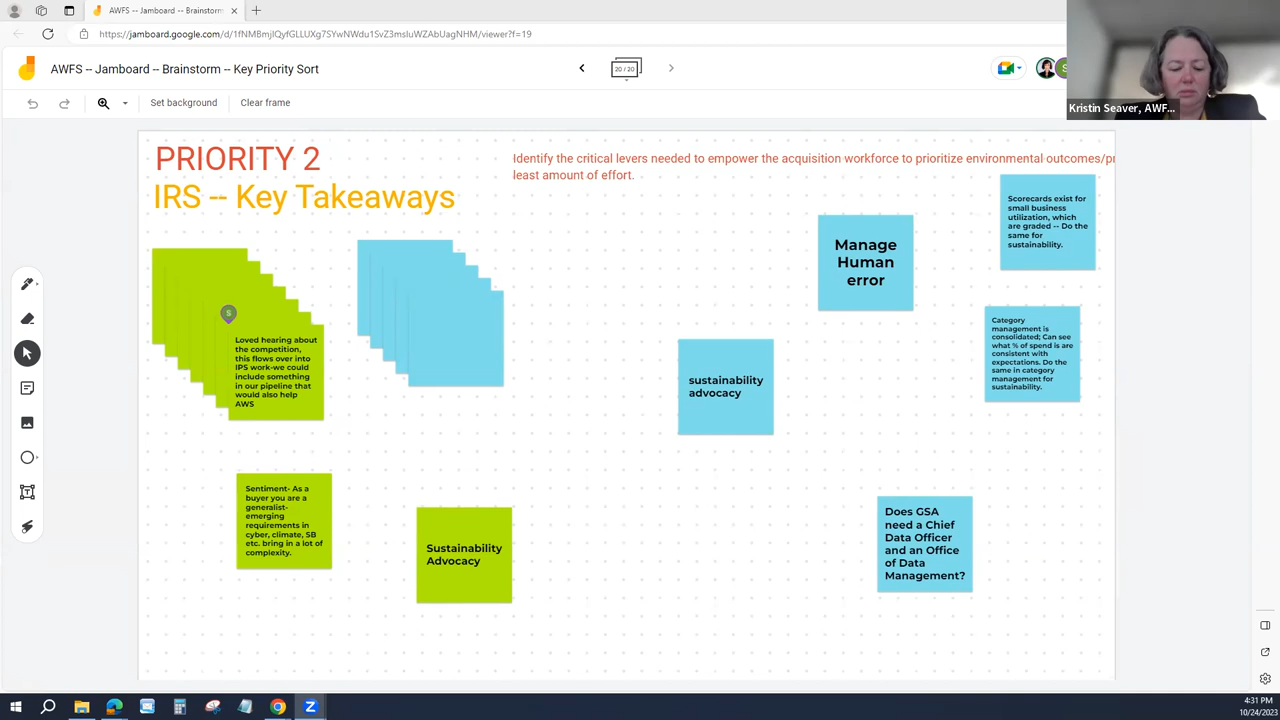 AWFS -- Jamboard -- Brainstorm
https://jamboard.google.com/d/1fNMBmjlQyfGLLUXg7SYwNWdu1SvZ3msluWZAbUagNHM/viewer?f=19
AWFS -- Jamboard -- Brainstorm -- Key Priority Sort
20 / 20
S
Kristin Seaver, AWF...
Set background
Clear frame
PRIORITY 2
IRS -- Key Takeaways
Identify the critical levers needed to empower the acquisition workforce to prioritize environmental outcomes/pr
least amount of effort.
Scorecards exist for
small business
utilization, which
are graded -- Do the
same for
sustainability.
Manage
Human
error
S
Loved hearing about
the competition,
this flows over into
IPS work-we could
include something
in our pipeline that
would also help
AWS
Category
management is
consolidated; Can see
what % of spend is are
consistent with
expectations. Do the
same in category
management for
sustainability.
sustainability
advocacy
Sentiment- As a
buyer you are a
generalist-
emerging
requirements in
cyber, climate, SB
etc. bring in a lot of
complexity.
Sustainability
Advocacy
Does GSA
need a Chief
Data Officer
and an Office
of Data
Management?
4:31 PM
10/24/2023